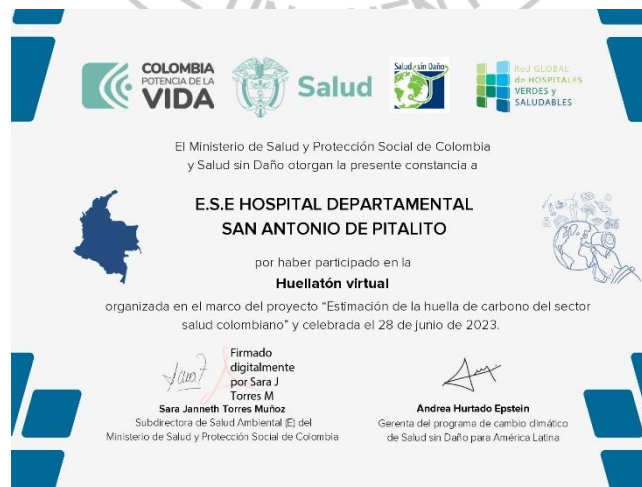 COLOMBIA
POTENCIA DE LA
VIDA
Salud
Salud sin Daño
Red GLOBAL
de HOSPITALES
VERDES y
SALUDABLES
El Ministerio de Salud y Protección Social de Colombia
y Salud sin Daño otorgan la presente constancia a
E.S.E HOSPITAL DEPARTAMENTAL
SAN ANTONIO DE PITALITO
por haber participado en la
Huellatón virtual
organizada en el marco del proyecto “Estimación de la huella de carbono del sector
salud colombiano” y celebrada el 28 de junio de 2023.
Firmado
digitalmente
por Sara J
Torres M
Sara Janneth Torres Muñoz
Subdirectora de Salud Ambiental (E) del
Ministerio de Salud y Protección Social de Colombia
Andrea Hurtado Epstein
Gerenta del programa de cambio climático
de Salud sin Daño para América Latina